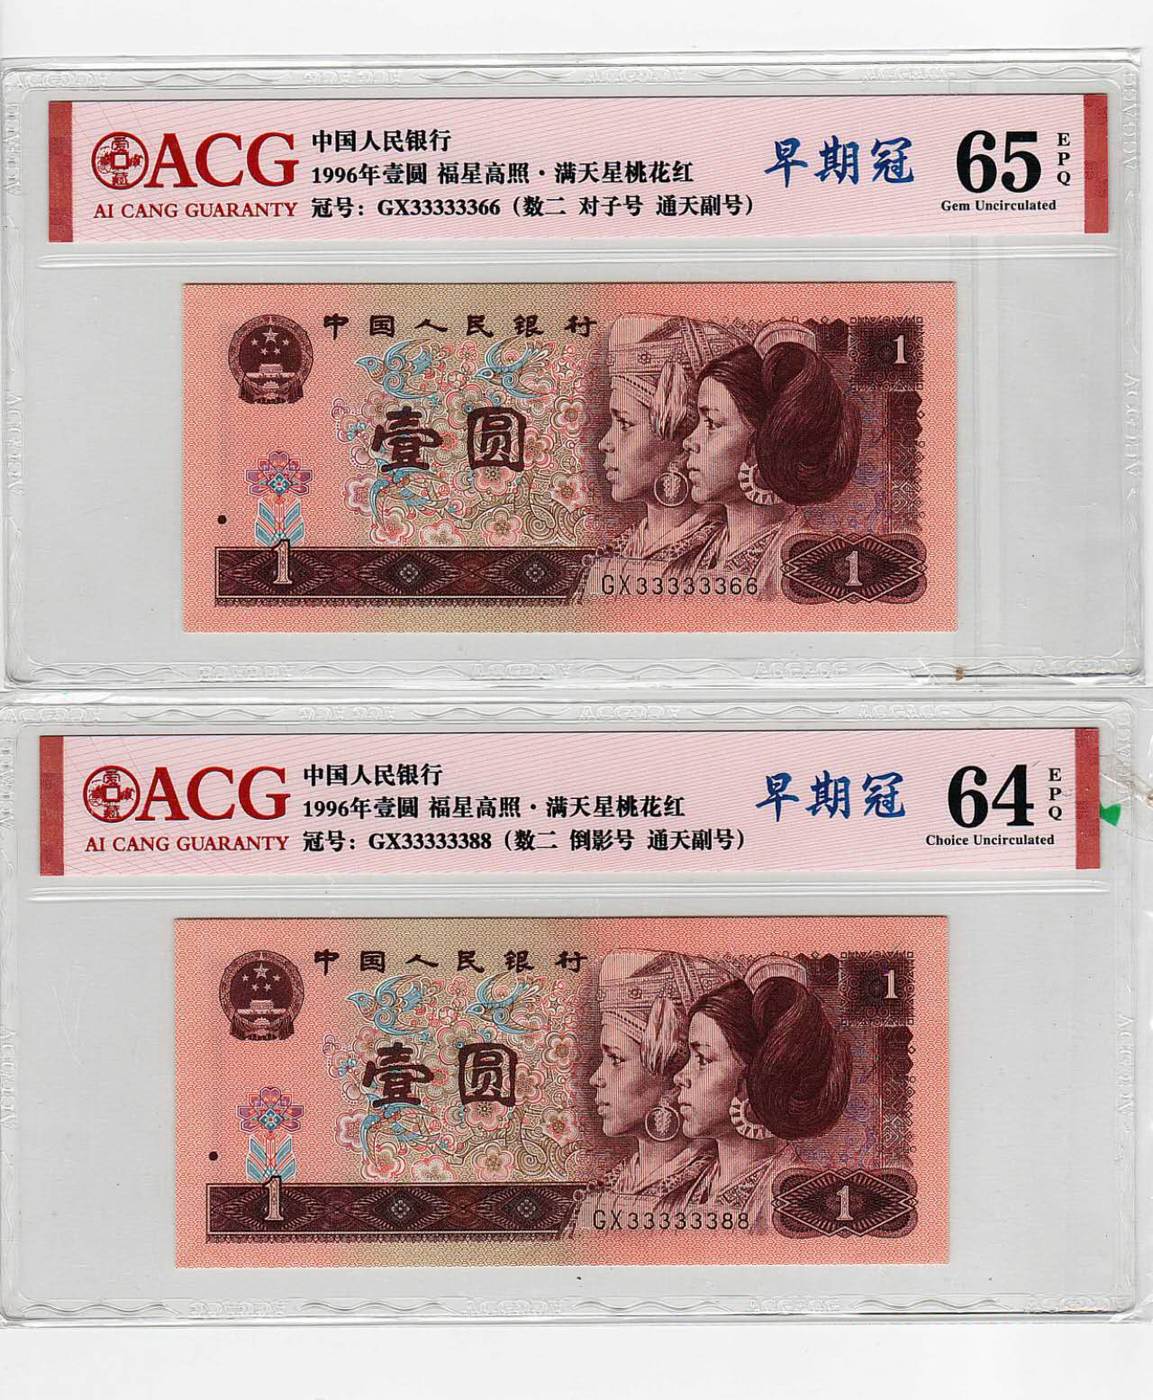 ACG
AI CANG GUARANTY
中国人民银行
1996年壹圆 福星高照·满天星桃花红
冠号：GX33333366（数二 对子号 通天副号）
早期冠
65
EPQ
Gem Uncirculated
中国人民银行
1
壹圆
1
GX33333366
1
ACG
AI CANG GUARANTY
中国人民银行
1996年壹圆 福星高照·满天星桃花红
冠号：GX33333388（数二 倒影号 通天副号）
早期冠
64
EPQ
Choice Uncirculated
中国人民银行
1
壹圆
1
GX33333388
1